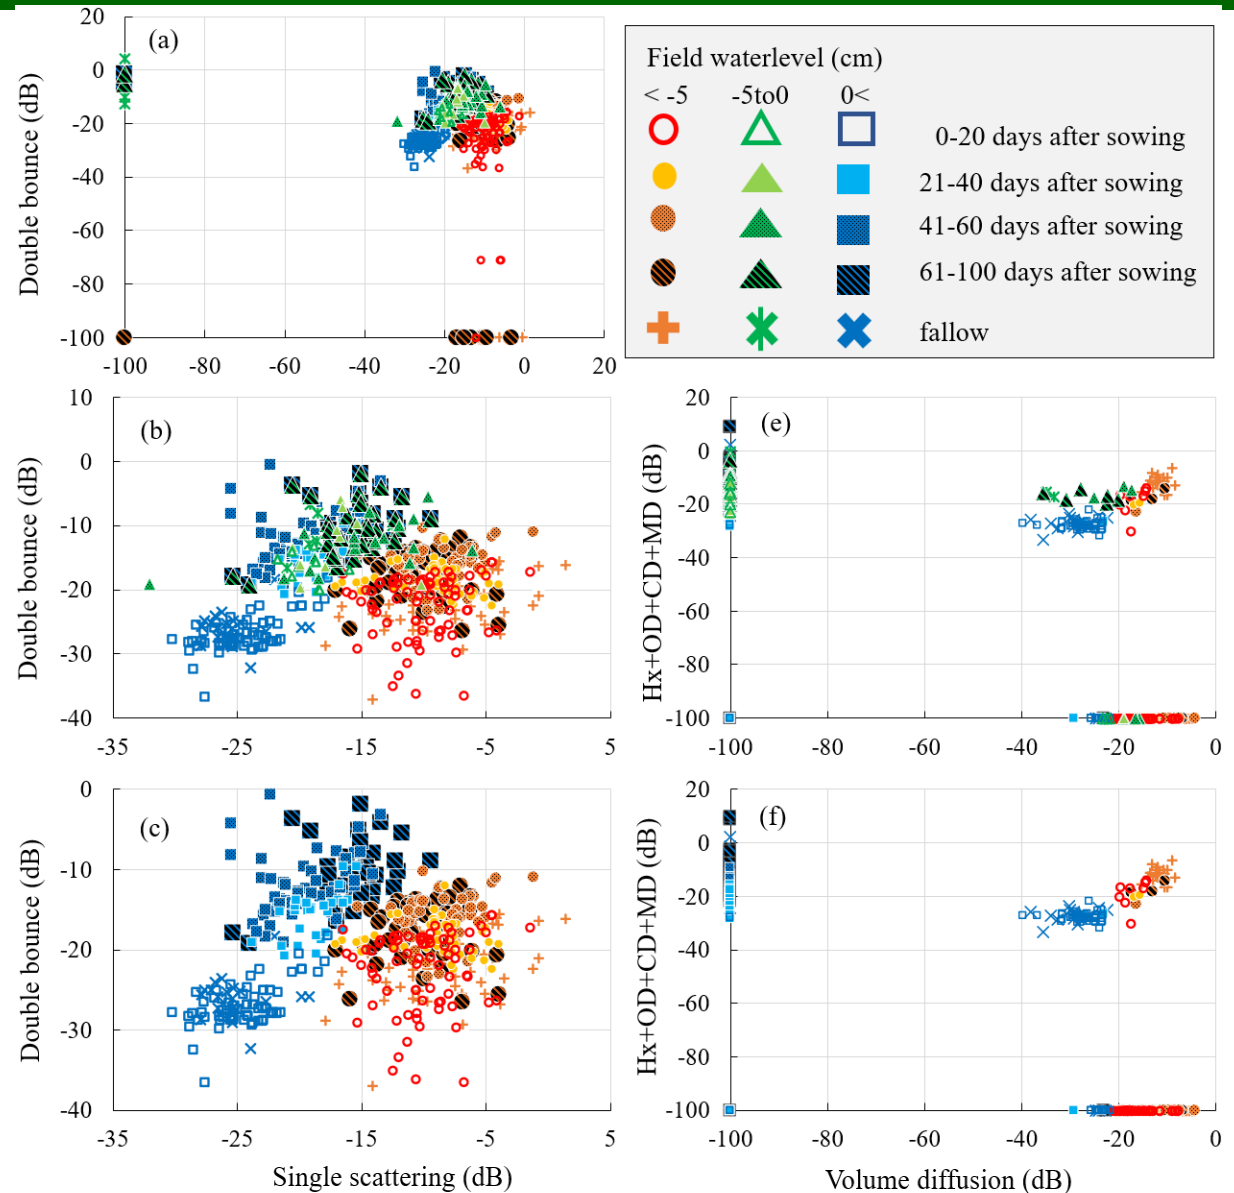 (a)
20
0
-20
-40
-60
-80
-100
-100 -80 -60 -40 -20 0 20
Double bounce (dB)
Field waterlevel (cm)
< -5 -5to0 0<
0-20 days after sowing
21-40 days after sowing
41-60 days after sowing
61-100 days after sowing
fallow
(b)
10
0
-10
-20
-30
-40
-35 -25 -15 -5 5
Double bounce (dB)
(e)
20
0
-20
-40
-60
-80
-100
-100 -80 -60 -40 -20 0
Hx+OD+CD+MD (dB)
(c)
0
-10
-20
-30
-40
-35 -25 -15 -5 5
Double bounce (dB)
Single scattering (dB)
(f)
20
0
-20
-40
-60
-80
-100
-100 -80 -60 -40 -20 0
Hx+OD+CD+MD (dB)
Volume diffusion (dB)